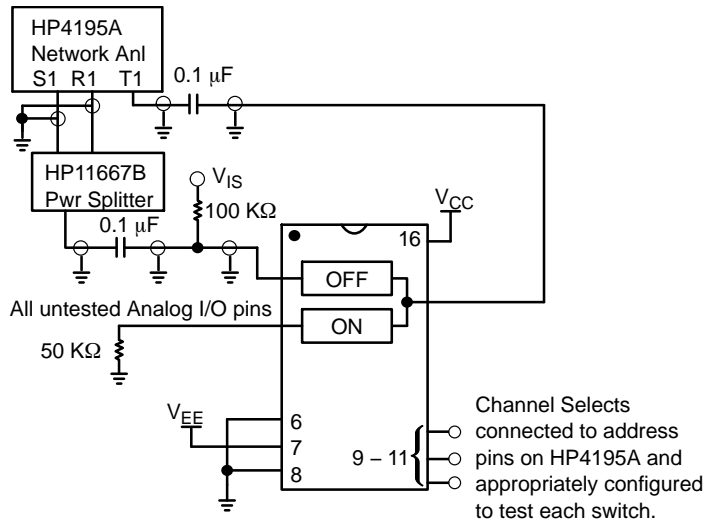 HP4195A
Network Anl
S1 R1 T1
0.1 μF
HP11667B
Pwr Splitter
V_IS
100 KΩ
0.1 μF
V_CC
16
OFF
All untested Analog I/O pins
ON
50 KΩ
V_EE
6
7
8
9 – 11
Channel Selects
connected to address
pins on HP4195A and
appropriately configured
to test each switch.